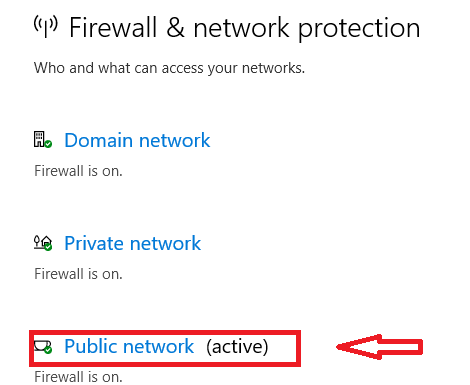 Firewall & network protection
Who and what can access your networks.
Domain network
Firewall is on.
Private network
Firewall is on.
Public network (active)
Firewall is on.